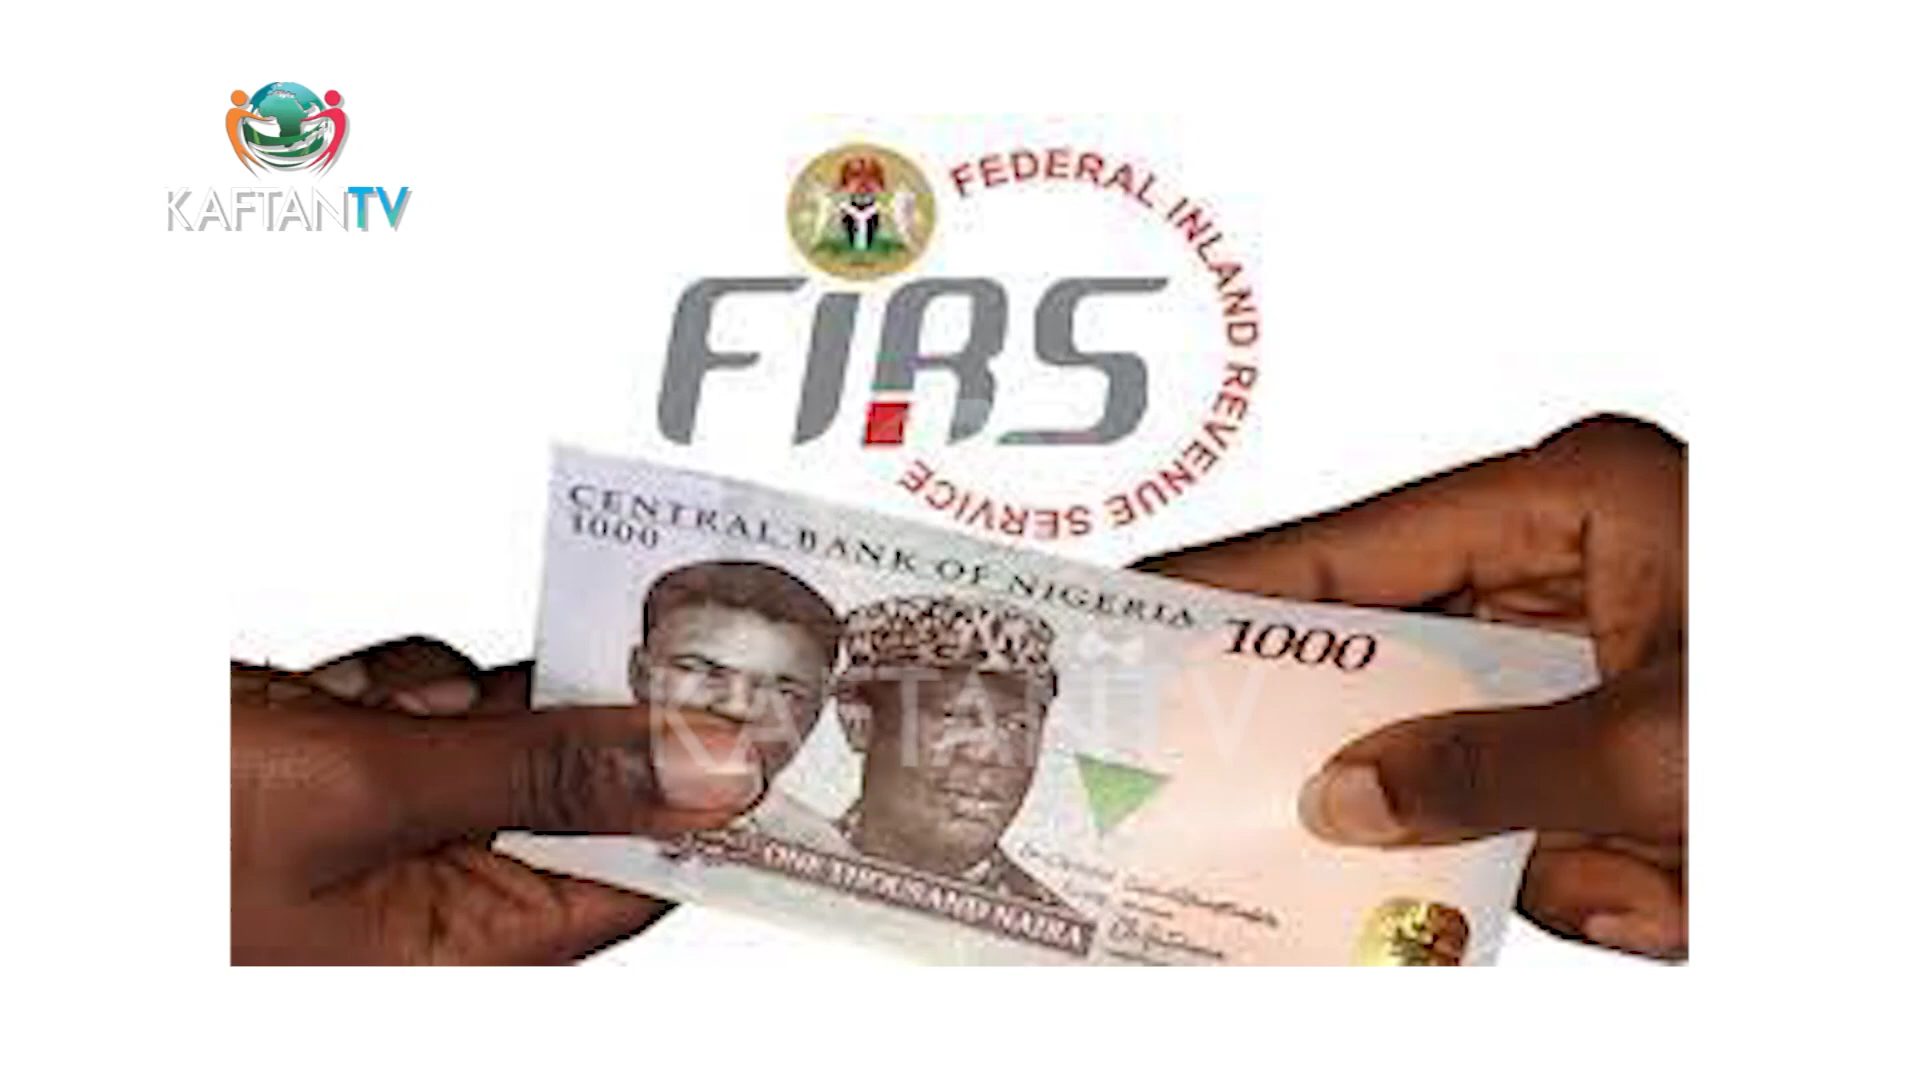 KAFTANTV
FEDERAL INLAND REVENUE SERVICE
FIRS
CENTRAL BANK OF NIGERIA
1000
1000
KAFTANTV
ONE THOUSAND NAIRA